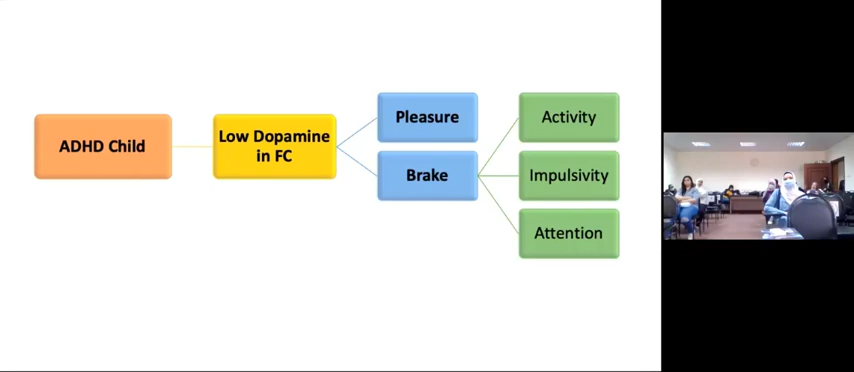 ADHD Child
Low Dopamine
in FC
Pleasure
Brake
Activity
Impulsivity
Attention